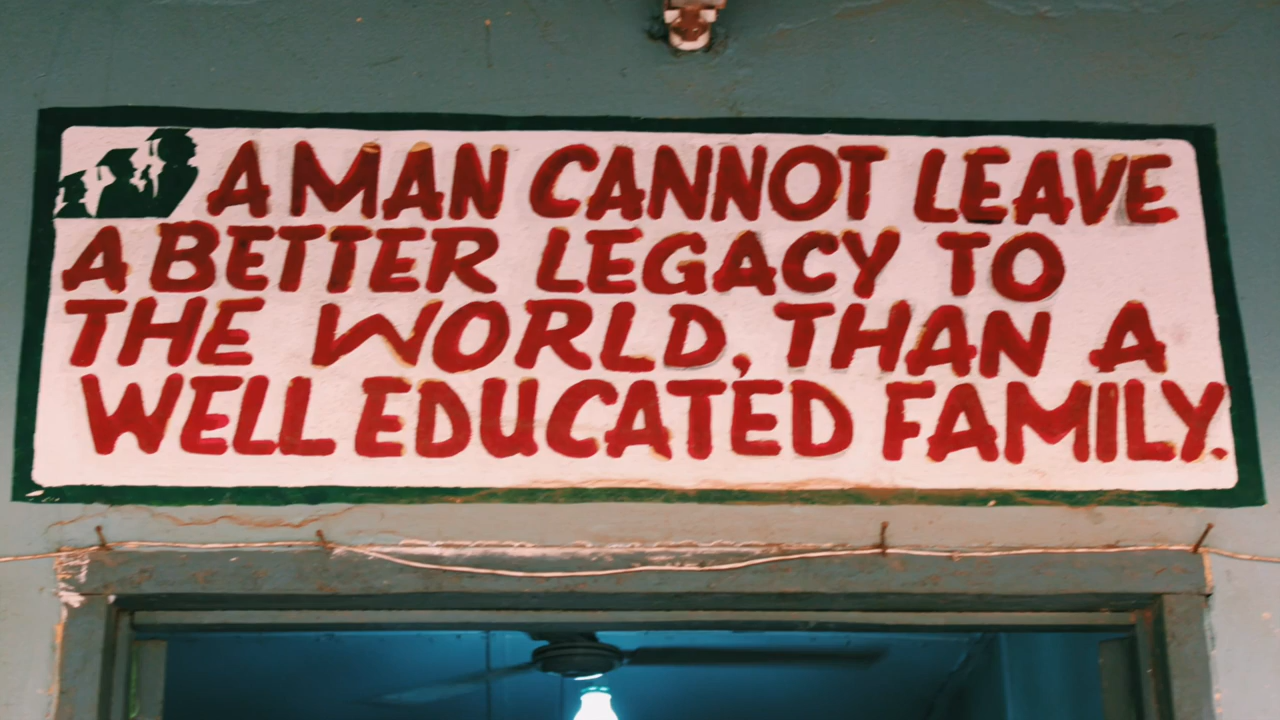 A MAN CANNOT LEAVE
A BETTER LEGACY TO
THE WORLD, THAN A
WELL EDUCATED FAMILY.